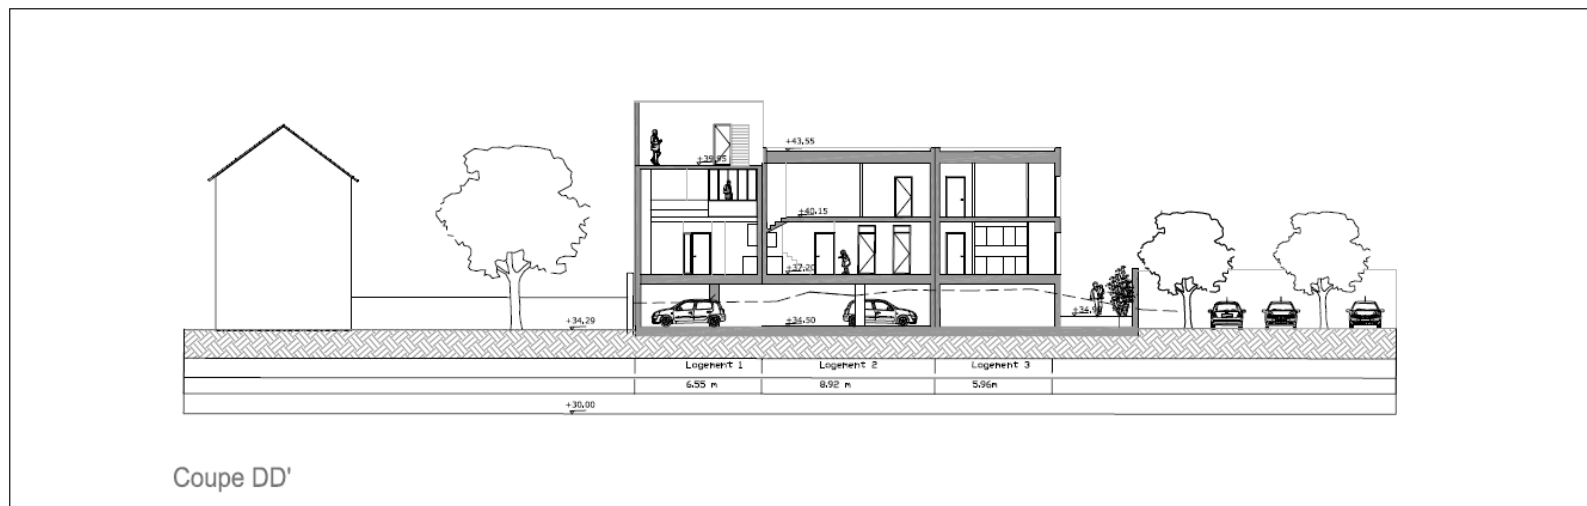 +43.55
+39.95
+40.15
+37.20
+34.29
+34.50
Logement 1 Logement 2 Logement 3
6.55 m 8.92 m 5.96m
+30.00
Coupe DD'